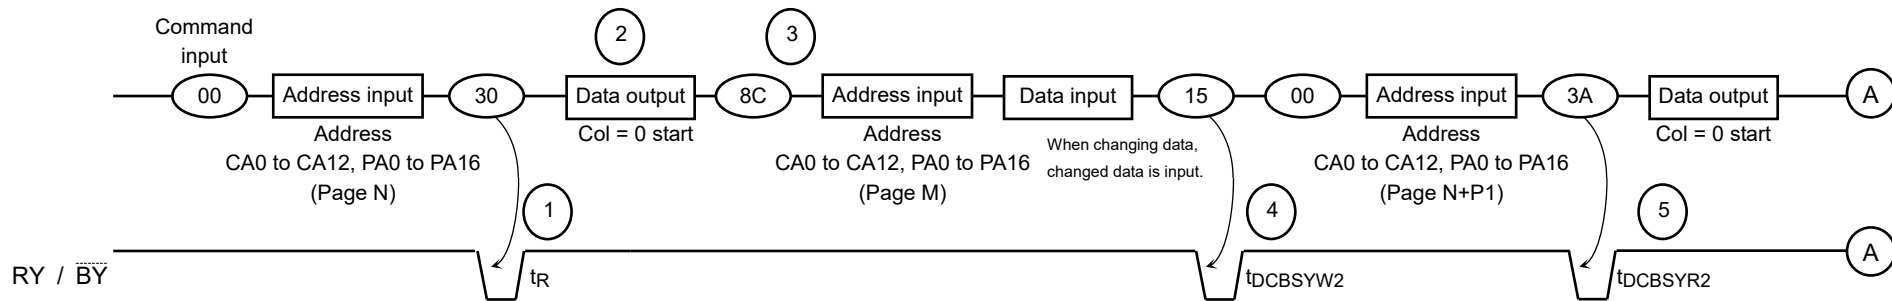 Command
input
2
3
00
Address input
30
Data output
8C
Address input
Data input
15
00
Address input
3A
Data output
A
Address
CA0 to CA12, PA0 to PA16
(Page N)
Col = 0 start
Address
CA0 to CA12, PA0 to PA16
(Page M)
When changing data,
changed data is input.
Address
CA0 to CA12, PA0 to PA16
(Page N+P1)
Col = 0 start
1
4
5
RY / BY
tR
tDCBSYW2
tDCBSYR2
A